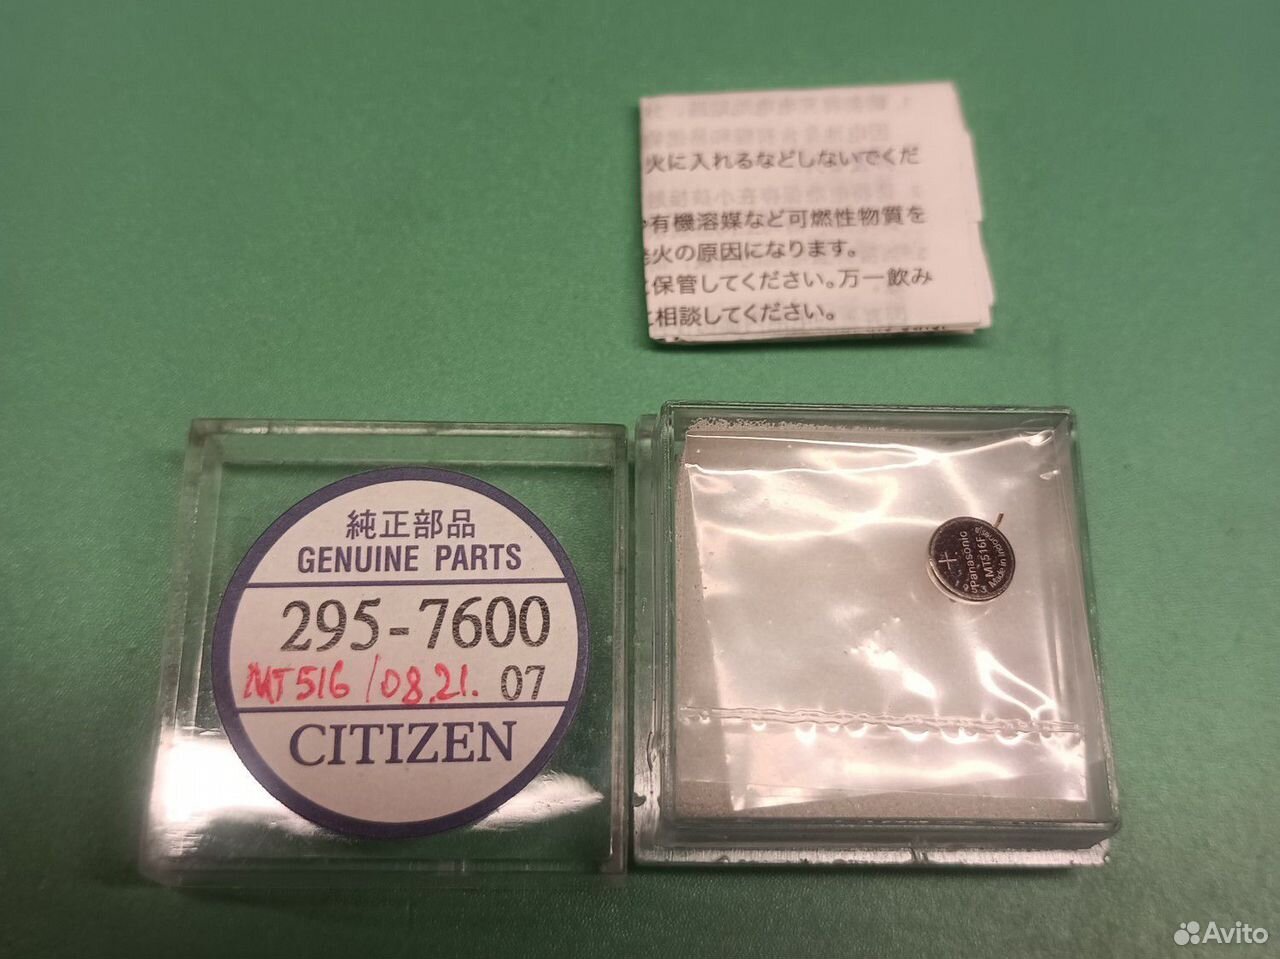 火に入れるなどしないでくだ
有機溶媒など可燃性物質を
火の原因になります。
保管してください。万一飲み
相談してください。
純正部品
GENUINE PARTS
295-7600
MT516/08.21. 07
CITIZEN
+
Panasonic
MT516F
Made in Indonesia
Avito